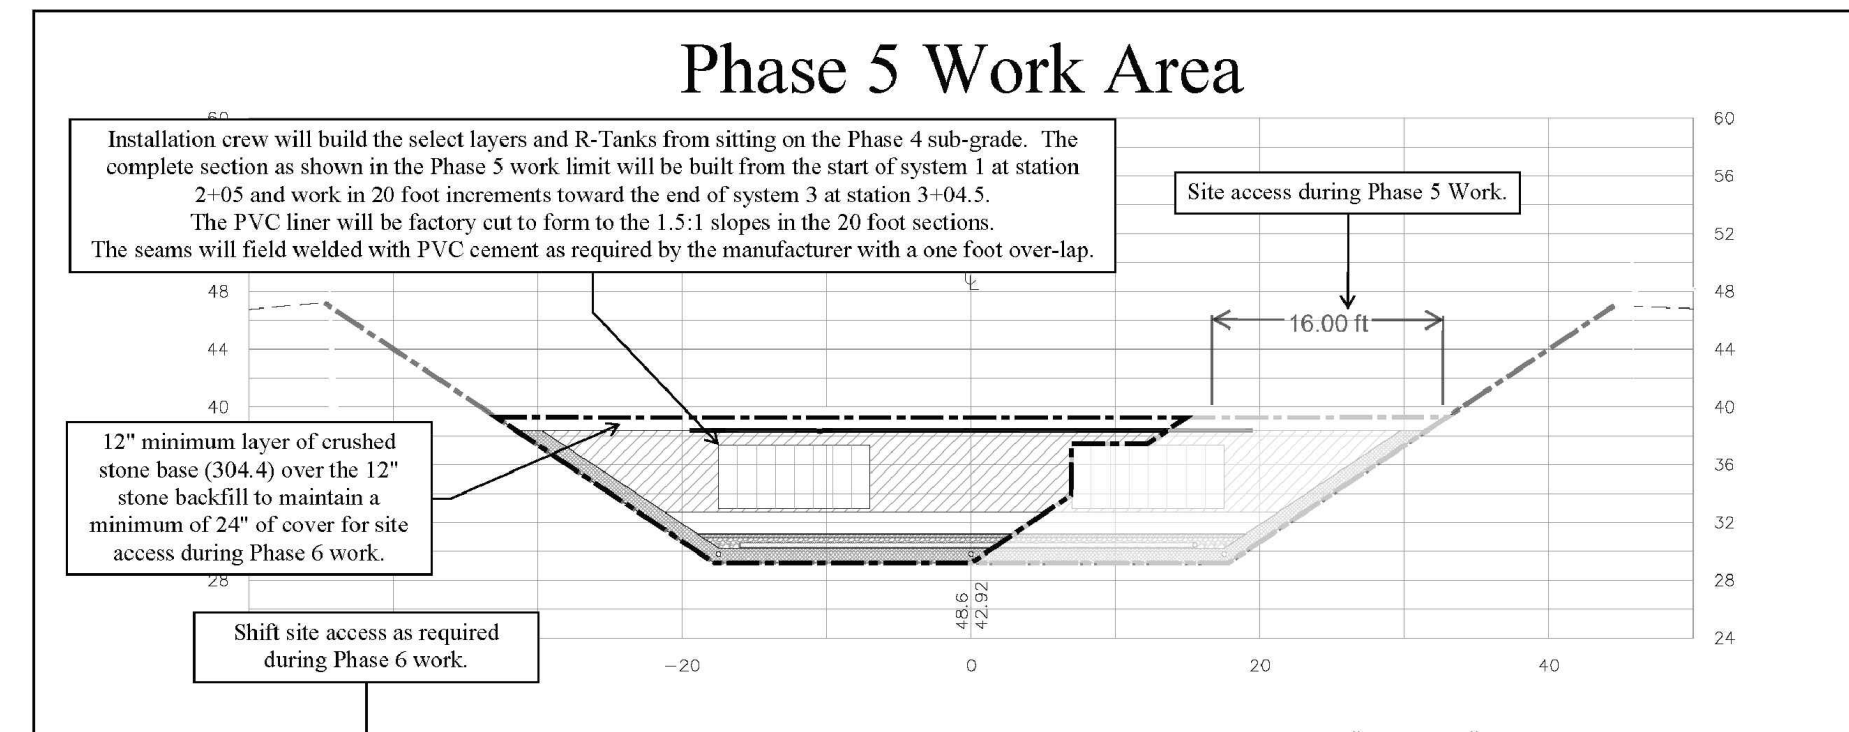 Phase 5 Work Area
60
60
Installation crew will build the select layers and R-Tanks from sitting on the Phase 4 sub-grade. The
complete section as shown in the Phase 5 work limit will be built from the start of system 1 at station
2+05 and work in 20 foot increments toward the end of system 3 at station 3+04.5.
The PVC liner will be factory cut to form to the 1.5:1 slopes in the 20 foot sections.
The seams will field welded with PVC cement as required by the manufacturer with a one foot over-lap.
56
Site access during Phase 5 Work.
52
48
48
16.00 ft
44
44
40
40
12" minimum layer of crushed
stone base (304.4) over the 12"
stone backfill to maintain a
minimum of 24" of cover for site
access during Phase 6 work.
36
32
28
28
48.6
42.92
Shift site access as required
during Phase 6 work.
24
-20
0
20
40